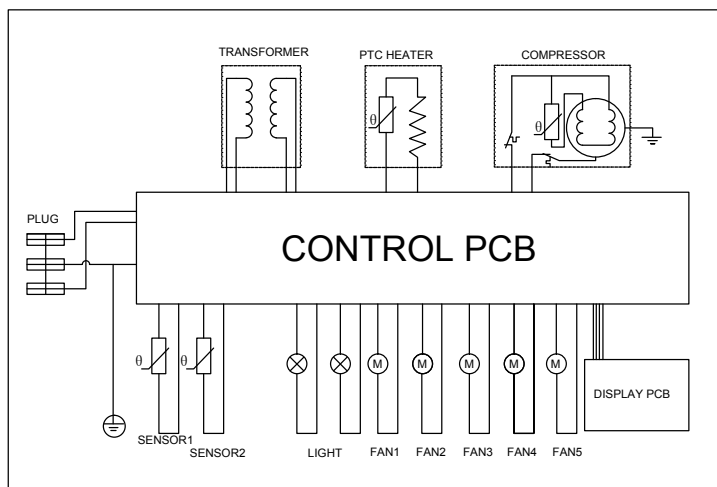 TRANSFORMER
PTC HEATER
COMPRESSOR
θ
θ
PLUG
CONTROL PCB
θ
θ
M
M
M
M
M
DISPLAY PCB
SENSOR1
SENSOR2
LIGHT
FAN1
FAN2
FAN3
FAN4
FAN5